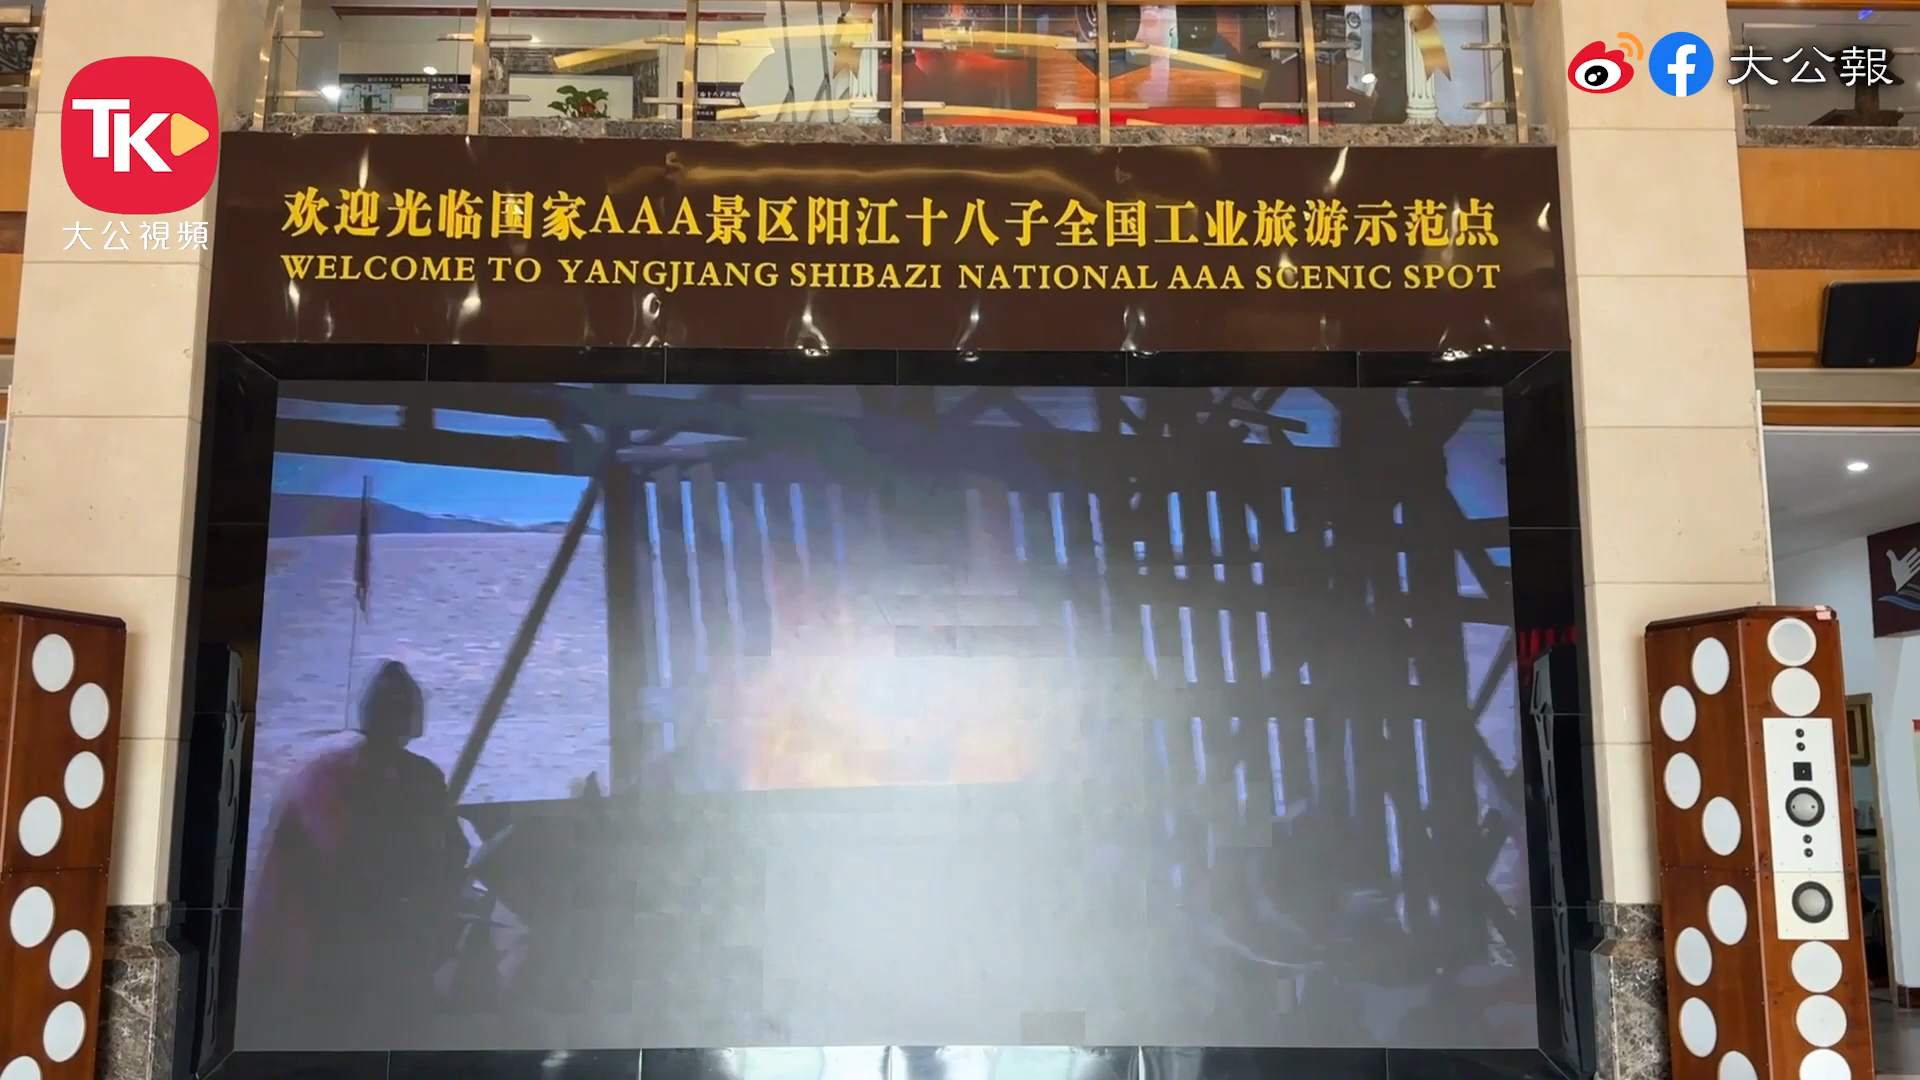 TK
大公視頻
大公報
欢迎光临国家AAA景区阳江十八子全国工业旅游示范点
WELCOME TO YANGJIANG SHIBAZI NATIONAL AAA SCENIC SPOT